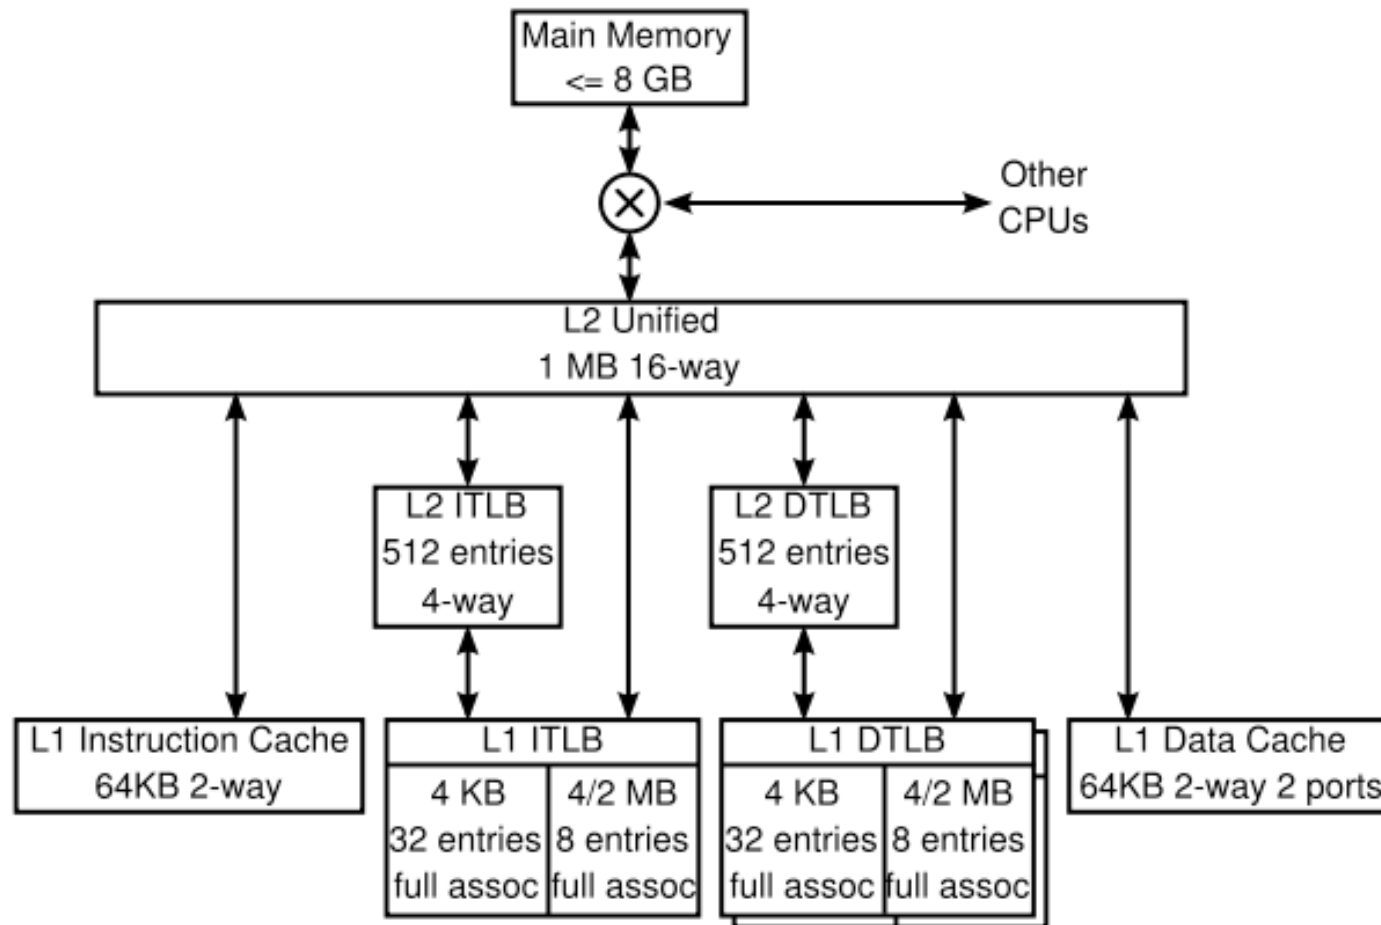 Main Memory
<= 8 GB
Other
CPUs
L2 Unified
1 MB 16-way
L2 ITLB
512 entries
4-way
L2 DTLB
512 entries
4-way
L1 Instruction Cache
64KB 2-way
L1 ITLB
4 KB
32 entries
full assoc
4/2 MB
8 entries
full assoc
L1 DTLB
4 KB
32 entries
full assoc
4/2 MB
8 entries
full assoc
L1 Data Cache
64KB 2-way 2 ports